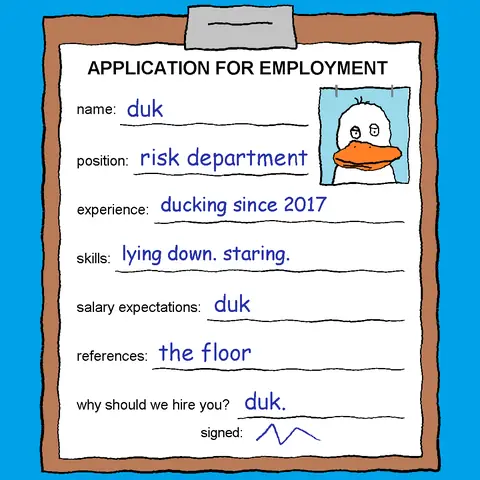 APPLICATION FOR EMPLOYMENT
name: duk
position: risk department
experience: ducking since 2017
skills: lying down. staring.
salary expectations: duk
references: the floor
why should we hire you? duk.
signed: